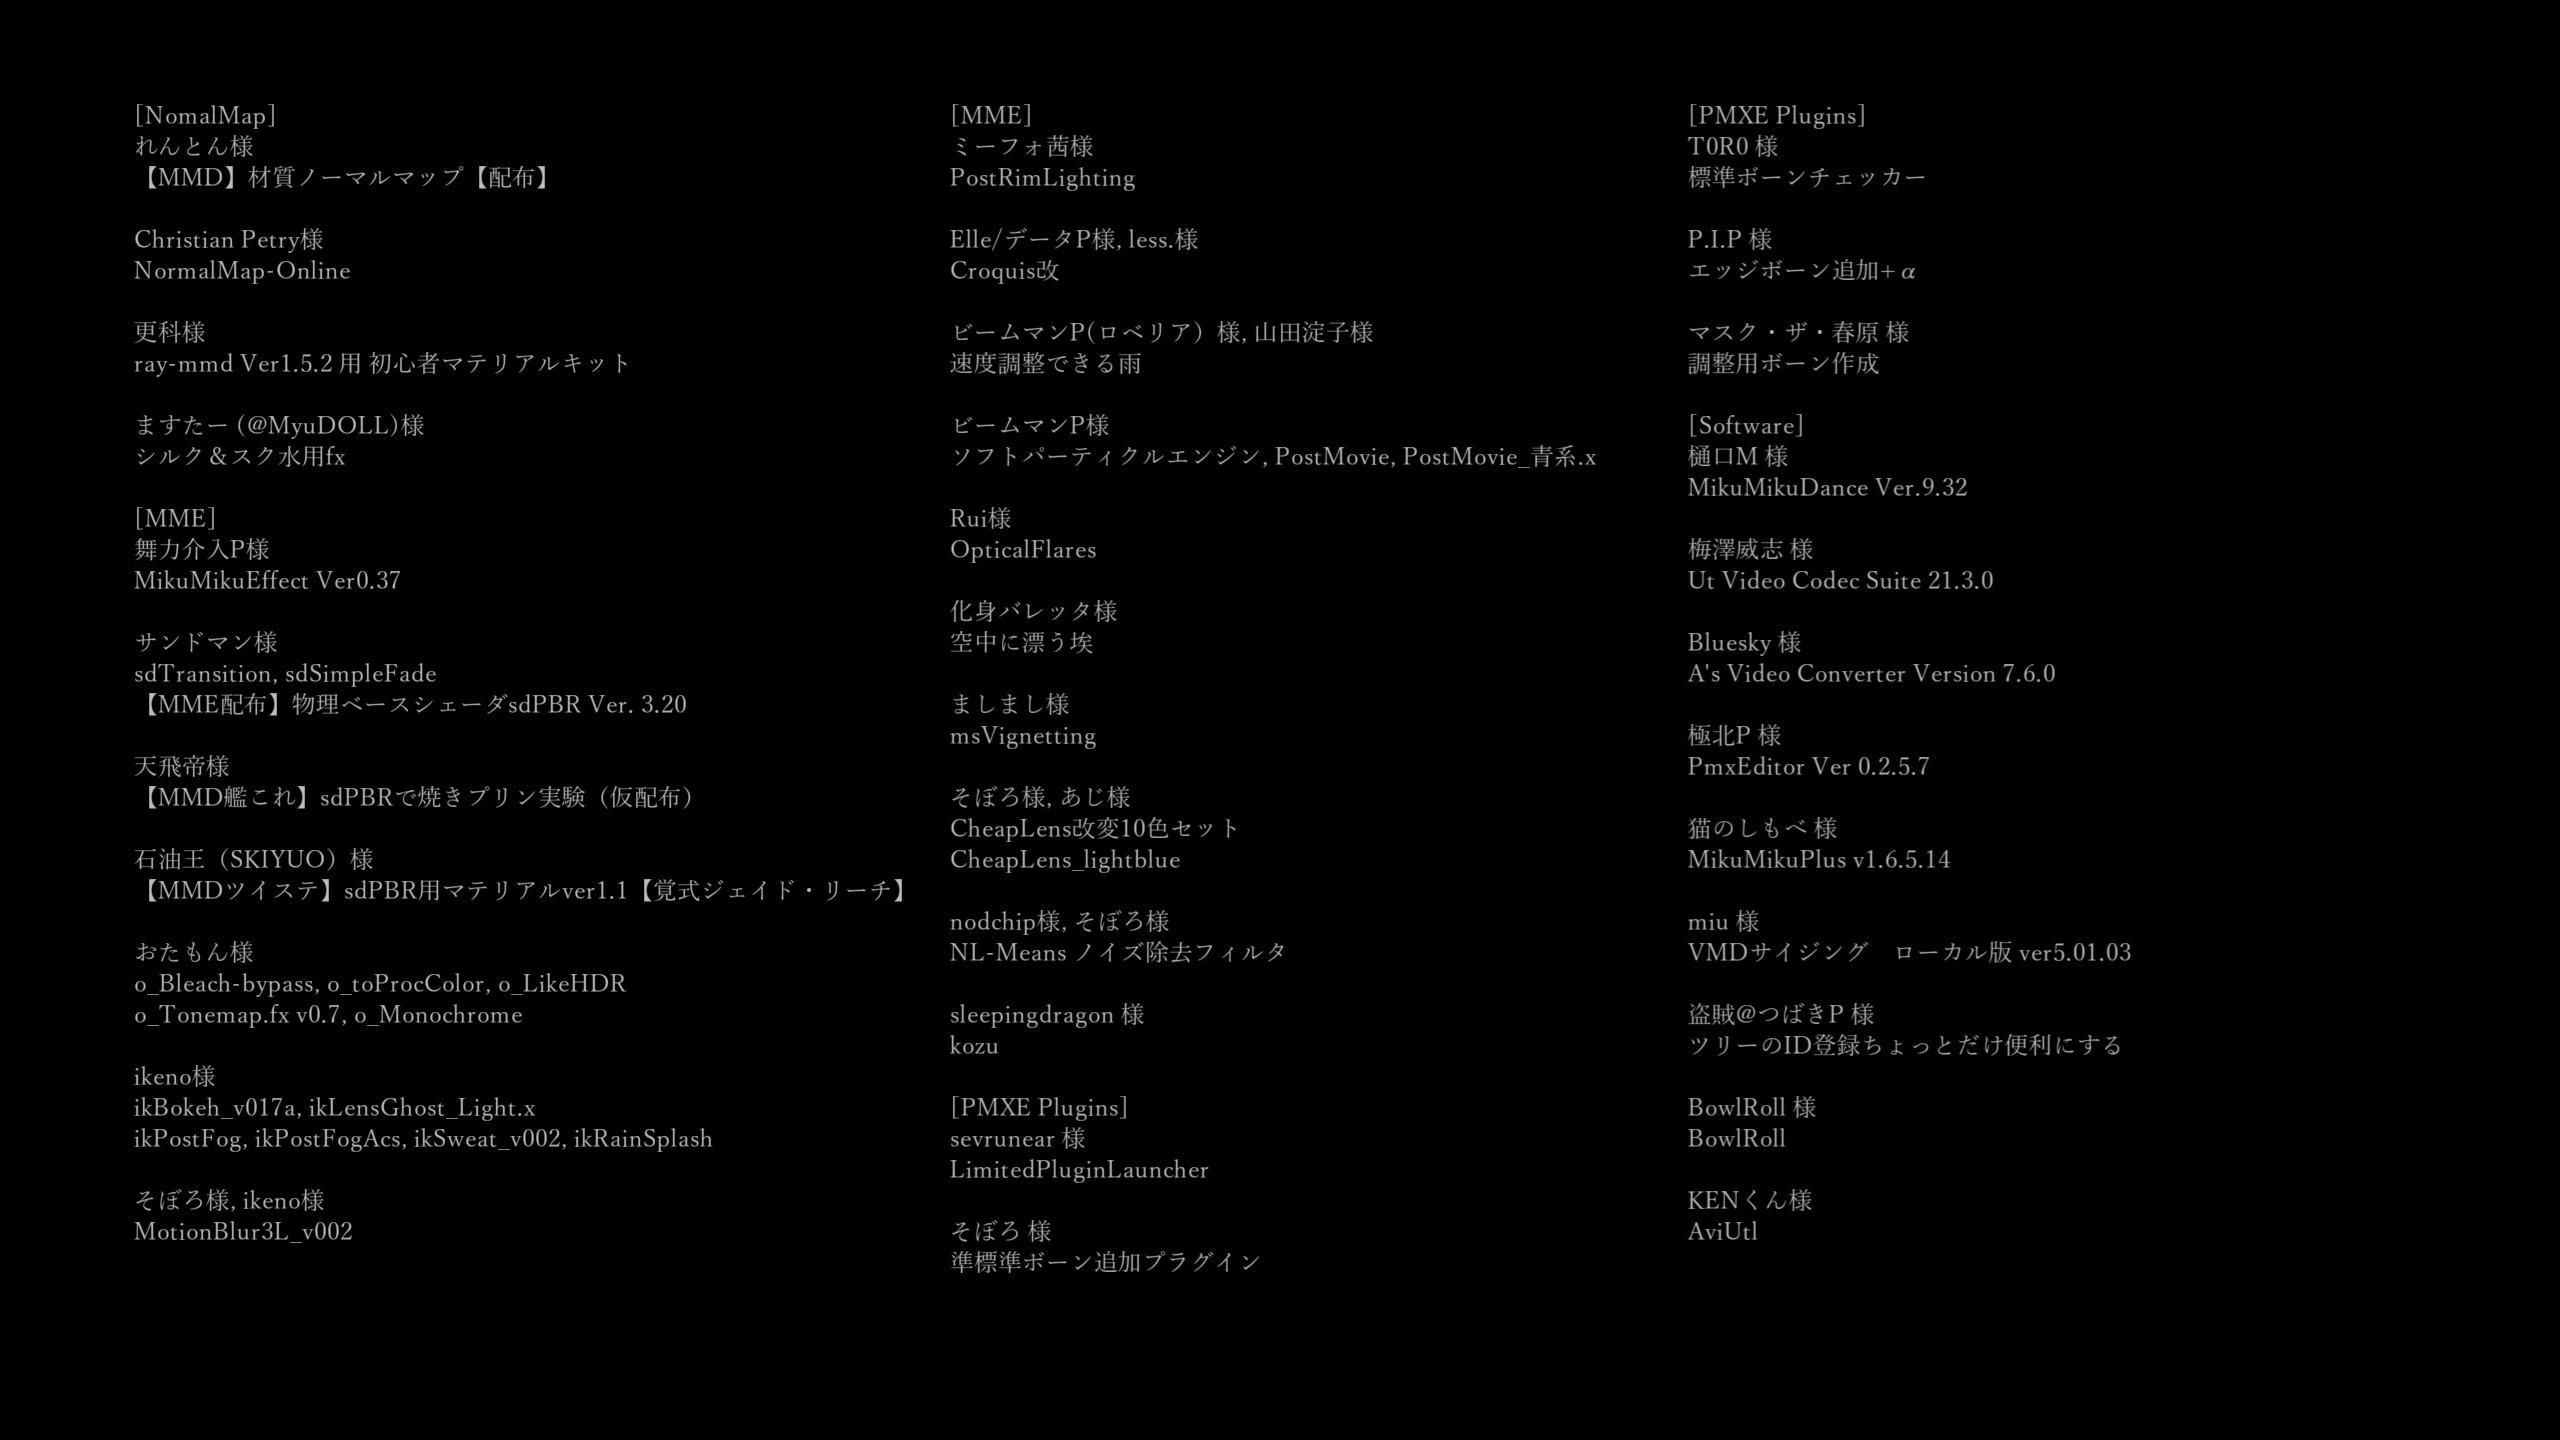 [NomalMap]
れんとん様
【MMD】材質ノーマルマップ【配布】
Christian Petry様
NormalMap-Online
更科様
ray-mmd Ver1.5.2 用 初心者マテリアルキット
ますたー (@MyuDOLL)様
シルク＆スク水用fx
[MME]
舞力介入P様
MikuMikuEffect Ver0.37
サンドマン様
sdTransition, sdSimpleFade
【MME配布】物理ベースシェーダsdPBR Ver. 3.20
天飛帝様
【MMD艦これ】sdPBRで焼きプリン実験（仮配布）
石油王（SKIYUO）様
【MMDツイステ】sdPBR用マテリアルver1.1【覚式ジェイド・リーチ】
おたもん様
o_Bleach-bypass, o_toProcColor, o_LikeHDR
o_Tonemap.fx v0.7, o_Monochrome
ikeno様
ikBokeh_v017a, ikLensGhost_Light.x
ikPostFog, ikPostFogAcs, ikSweat_v002, ikRainSplash
そぼろ様, ikeno様
MotionBlur3L_v002
[MME]
ミーフォ茜様
PostRimLighting
Elle/データP様, less.様
Croquis改
ビームマンP(ロベリア）様, 山田淀子様
速度調整できる雨
ビームマンP様
ソフトパーティクルエンジン, PostMovie, PostMovie_青系.x
Rui様
OpticalFlares
化身バレッタ様
空中に漂う埃
ましまし様
msVignetting
そぼろ様, あじ様
CheapLens改変10色セット
CheapLens_lightblue
nodchip様, そぼろ様
NL-Means ノイズ除去フィルタ
sleepingdragon 様
kozu
[PMXE Plugins]
sevrunear 様
LimitedPluginLauncher
そぼろ 様
準標準ボーン追加プラグイン
[PMXE Plugins]
T0R0 様
標準ボーンチェッカー
P.I.P 様
エッジボーン追加+α
マスク・ザ・春原 様
調整用ボーン作成
[Software]
樋口M 様
MikuMikuDance Ver.9.32
梅澤威志 様
Ut Video Codec Suite 21.3.0
Bluesky 様
A's Video Converter Version 7.6.0
極北P 様
PmxEditor Ver 0.2.5.7
猫のしもべ 様
MikuMikuPlus v1.6.5.14
miu 様
VMDサイジング　ローカル版 ver5.01.03
盗賊@つばきP 様
ツリーのID登録ちょっとだけ便利にする
BowlRoll 様
BowlRoll
KENくん様
AviUtl